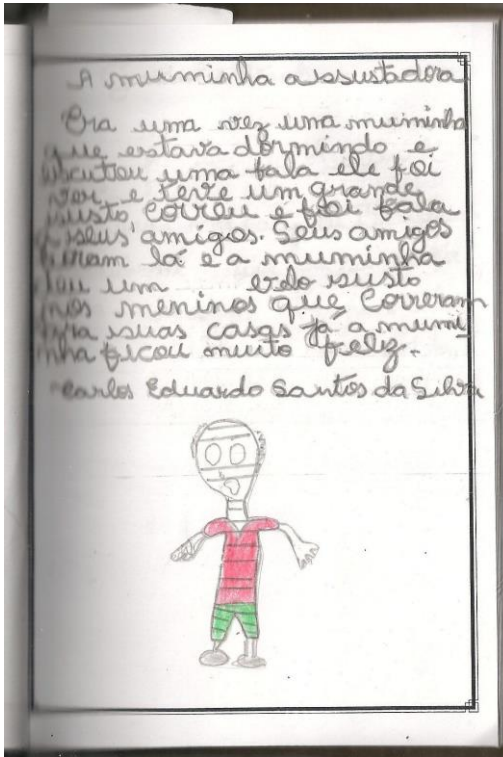 A muminha assustadora
Era uma vez uma muminha
que estava dormindo e
escutou uma fala ele foi
ver e teve um grande
susto correu e foi fala
a seus amigos. Seus amigos
foram lá e a muminha
deu um erdo susto
nos meninos que correram
para suas casas já a mumi-
nha ficou muito feliz.
Carlos Eduardo Santos da Silva